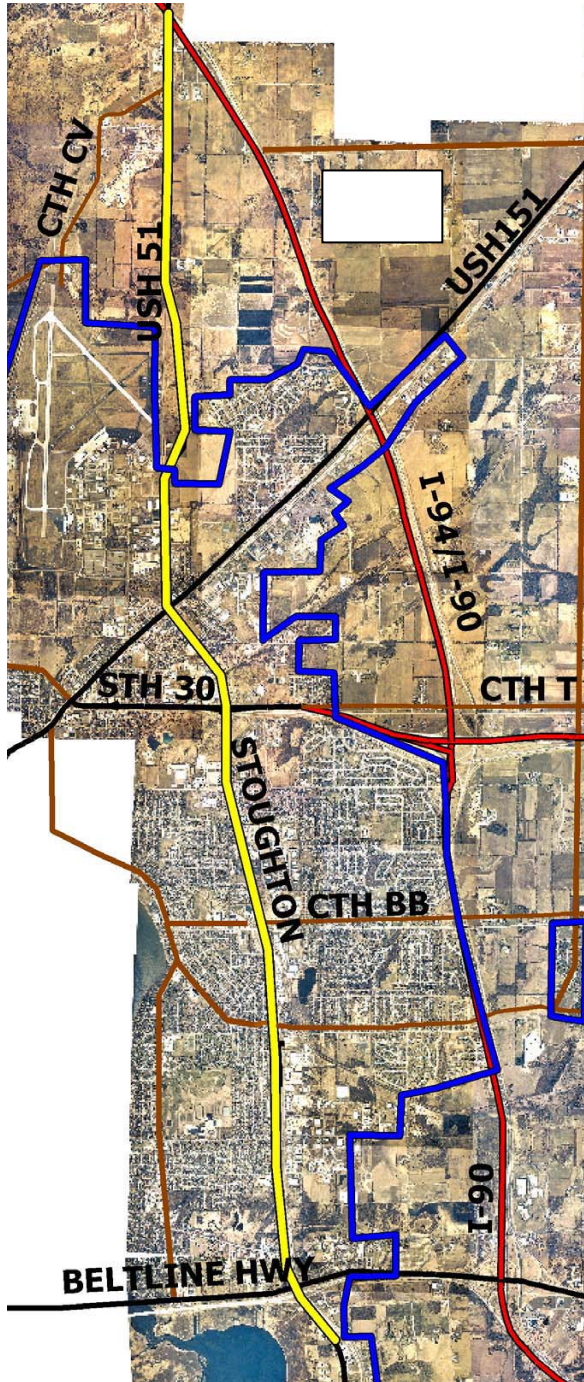 CTH CV
USH 51
USH151
I-94/I-90
STH 30
CTH T
STOUGHTON
CTH BB
I-90
BELTLINE HWY